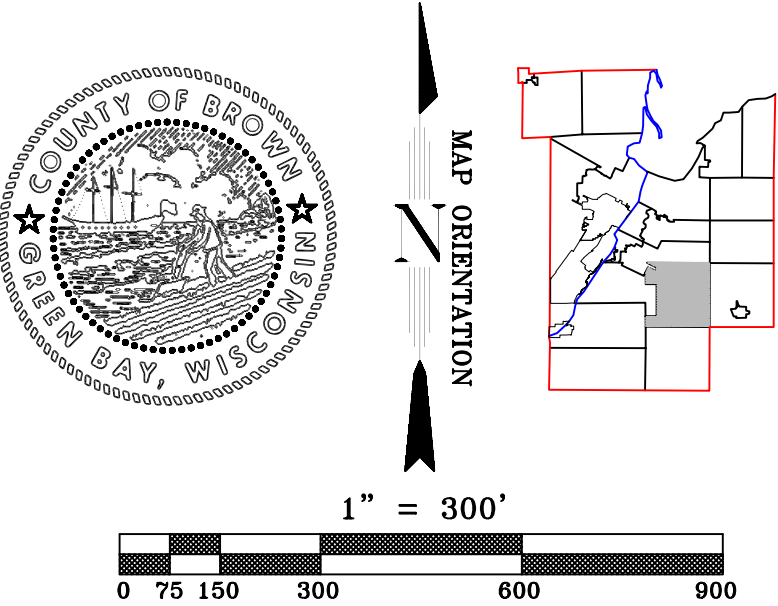 COUNTY OF BROWN
GREEN BAY, WISCONSIN
N
MAP ORIENTATION
1" = 300'
0 75 150 300 600 900